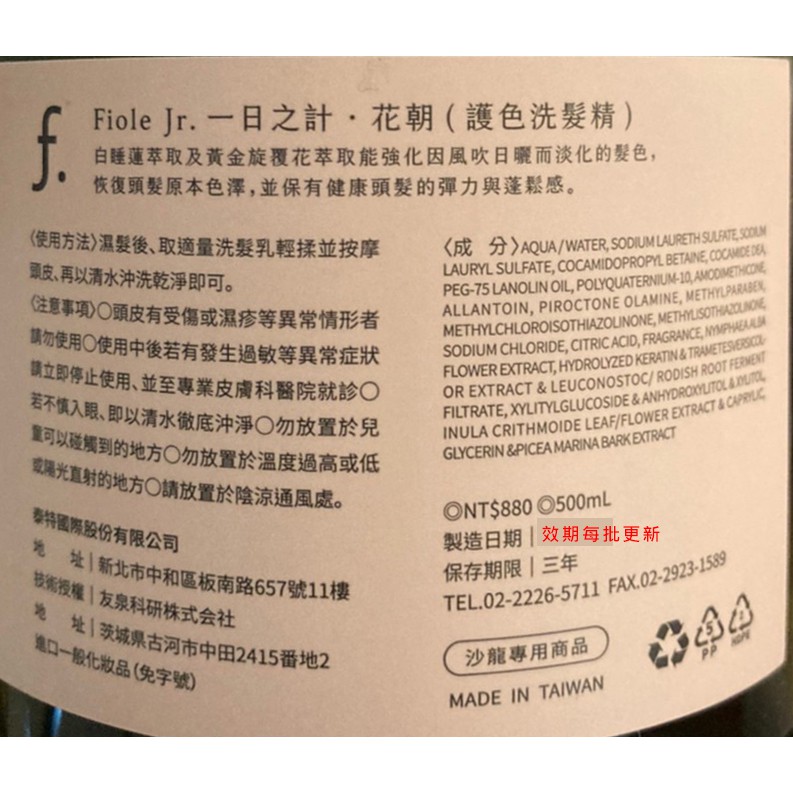 f.
Fiole Jr. 一日之計・花朝(護色洗髮精)
白睡蓮萃取及黃金旋覆花萃取能強化因風吹日曬而淡化的髮色,
恢復頭髮原本色澤,並保有健康頭髮的彈力與蓬鬆感。
〈使用方法〉濕髮後、取適量洗髮乳輕揉並按摩
頭皮、再以清水沖洗乾淨即可。
〈注意事項〉○頭皮有受傷或濕疹等異常情形者
請勿使用○使用中後若有發生過敏等異常症狀
請立即停止使用、並至專業皮膚科醫院就診○
若不慎入眼、即以清水徹底沖淨○勿放置於兒
童可以碰觸到的地方○勿放置於溫度過高或低
或陽光直射的地方○請放置於陰涼通風處。
泰特國際股份有限公司
地 址|新北市中和區板南路657號11樓
技術授權|友泉科研株式会社
地 址|茨城県古河市中田2415番地2
進口一般化妝品(免字號)
〈成 分〉AQUA / WATER, SODIUM LAURETH SULFATE, SODIUM
LAURYL SULFATE, COCAMIDOPROPYL BETAINE, COCAMIDE DEA,
PEG-75 LANOLIN OIL, POLYQUATERNIUM-10, AMODIMETHICONE,
ALLANTOIN, PIROCTONE OLAMINE, METHYLPARABEN,
METHYLCHLOROISOTHIAZOLINONE, METHYLISOTHIAZOLINONE,
SODIUM CHLORIDE, CITRIC ACID, FRAGRANCE, NYMPHAEA ALBA
FLOWER EXTRACT, HYDROLYZED KERATIN & TRAMETESVERSICOL-
OR EXTRACT & LEUCONOSTOC/ RODISH ROOT FERMENT
FILTRATE, XYLITYLGLUCOSIDE & ANHYDROXYLITOL & XYLITOL,
INULA CRITHMOIDE LEAF/FLOWER EXTRACT & CAPRYLIC,
GLYCERIN &PICEA MARINA BARK EXTRACT
◎NT$880 ◎500mL
製造日期|效期每批更新
保存期限|三年
TEL.02-2226-5711 FAX.02-2923-1589
沙龍專用商品
5
PP
2
HDPE
MADE IN TAIWAN